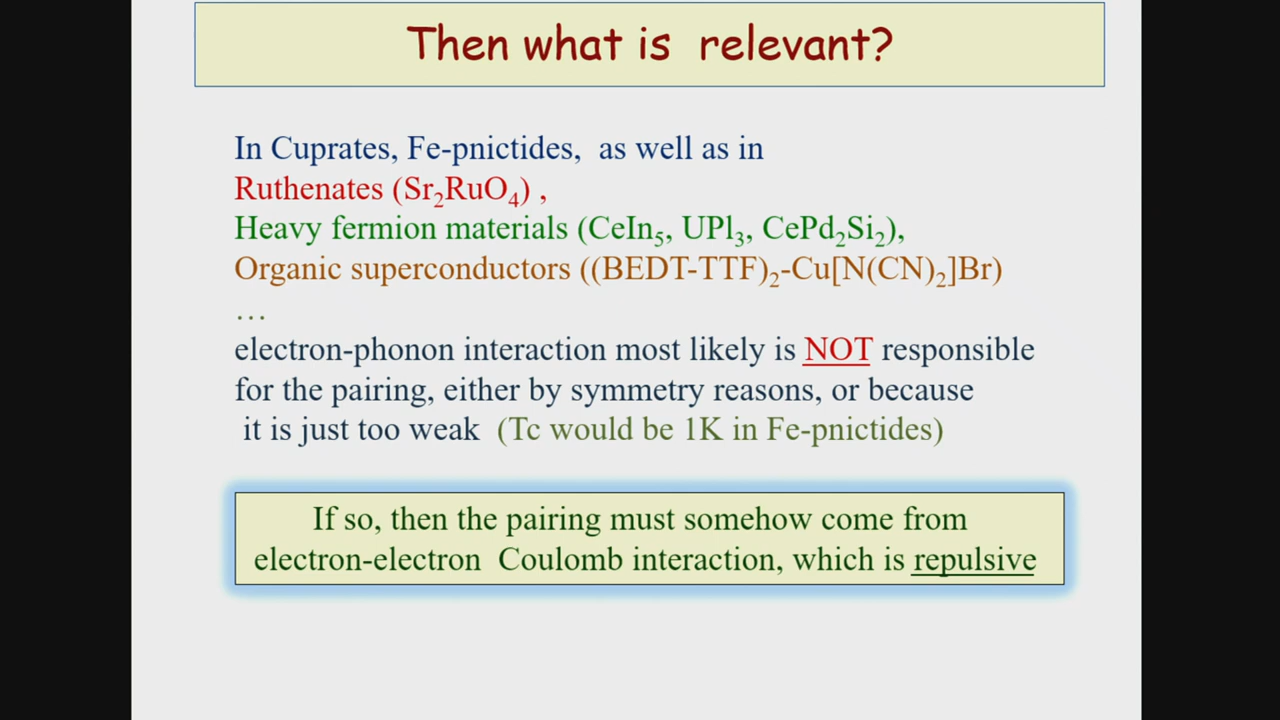 Then what is relevant?
In Cuprates, Fe-pnictides, as well as in
Ruthenates (Sr₂RuO₄) ,
Heavy fermion materials (CeIn₅, UPl₃, CePd₂Si₂),
Organic superconductors ((BEDT-TTF)₂-Cu[N(CN)₂]Br)
…
electron-phonon interaction most likely is NOT responsible
for the pairing, either by symmetry reasons, or because
it is just too weak (Tc would be 1K in Fe-pnictides)
If so, then the pairing must somehow come from
electron-electron Coulomb interaction, which is repulsive